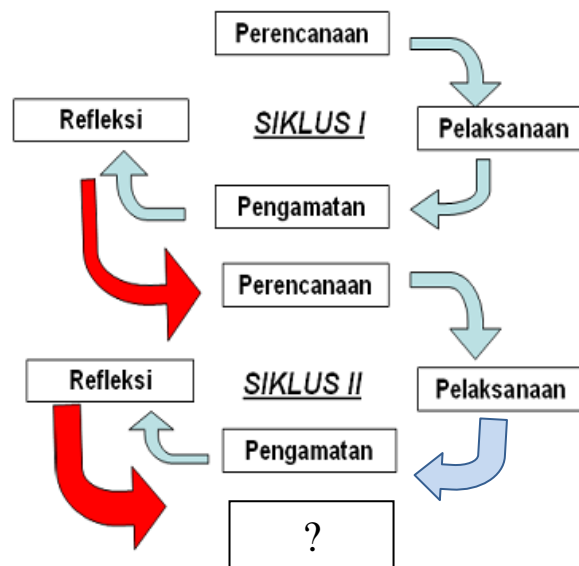 Perencanaan
Refleksi
SIKLUS I
Pelaksanaan
Pengamatan
Perencanaan
Refleksi
SIKLUS II
Pelaksanaan
Pengamatan
?